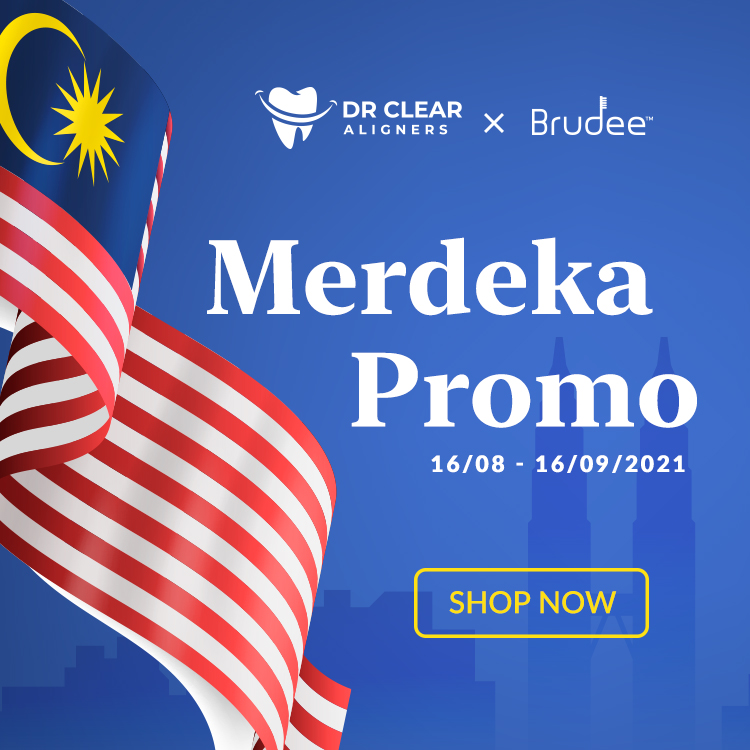 DR CLEAR
ALIGNERS
×
Brudee™
Merdeka
Promo
16/08 - 16/09/2021
SHOP NOW